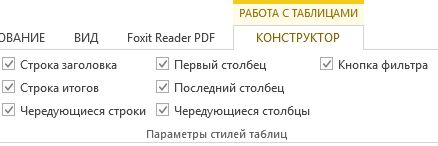 РАБОТА С ТАБЛИЦАМИ
ОВАНИЕ ВИД Foxit Reader PDF КОНСТРУКТОР
Строка заголовка Первый столбец Кнопка фильтра
Строка итогов Последний столбец
Чередующиеся строки Чередующиеся столбцы
Параметры стилей таблиц